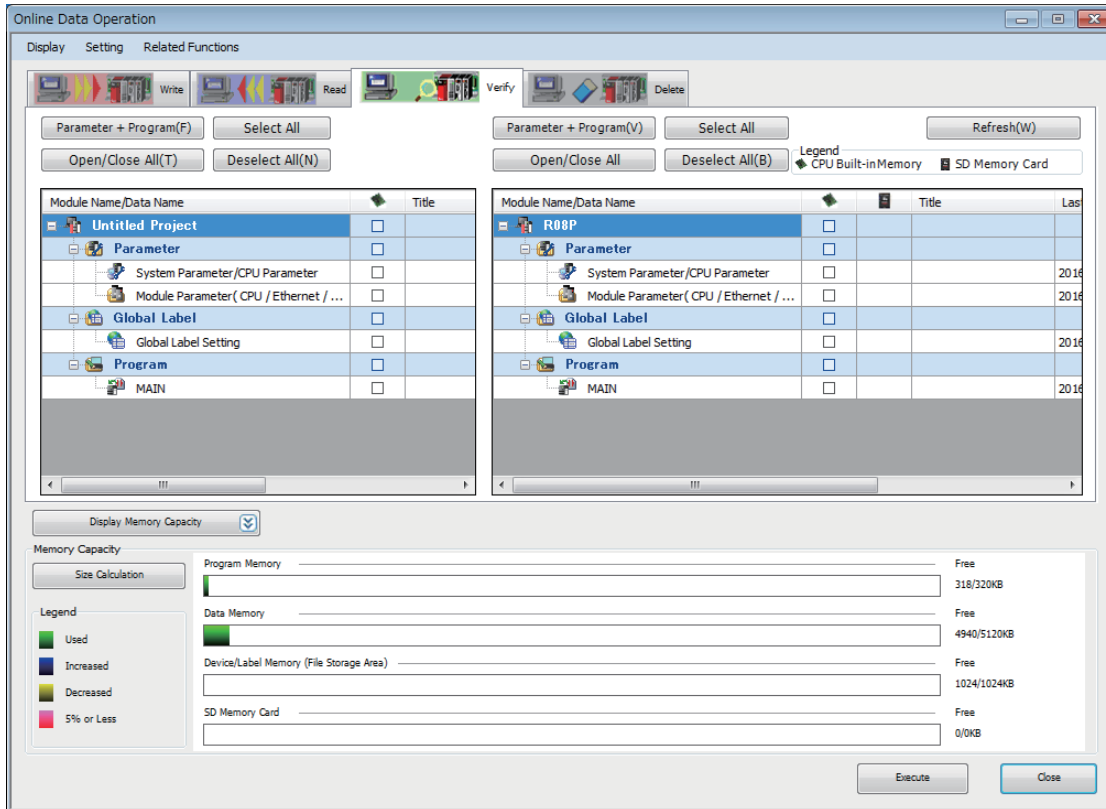 Online Data Operation
Display Setting Related Functions
Write Read Verify Delete
Parameter + Program(F) Select All Parameter + Program(V) Select All Refresh(W)
Open/Close All(T) Deselect All(N) Open/Close All Deselect All(B)
Legend
CPU Built-in Memory SD Memory Card
Module Name/Data Name Title
Untitled Project
Parameter
System Parameter/CPU Parameter
Module Parameter( CPU / Ethernet / ...
Global Label
Global Label Setting
Program
MAIN
Module Name/Data Name Title Las
R08P
Parameter
System Parameter/CPU Parameter 2016
Module Parameter( CPU / Ethernet / ... 2016
Global Label
Global Label Setting 2016
Program
MAIN 2016
Display Memory Capacity
Memory Capacity
Size Calculation
Legend
Used
Increased
Decreased
5% or Less
Program Memory Free
318/320KB
Data Memory Free
4940/5120KB
Device/Label Memory (File Storage Area) Free
1024/1024KB
SD Memory Card Free
0/0KB
Execute Close